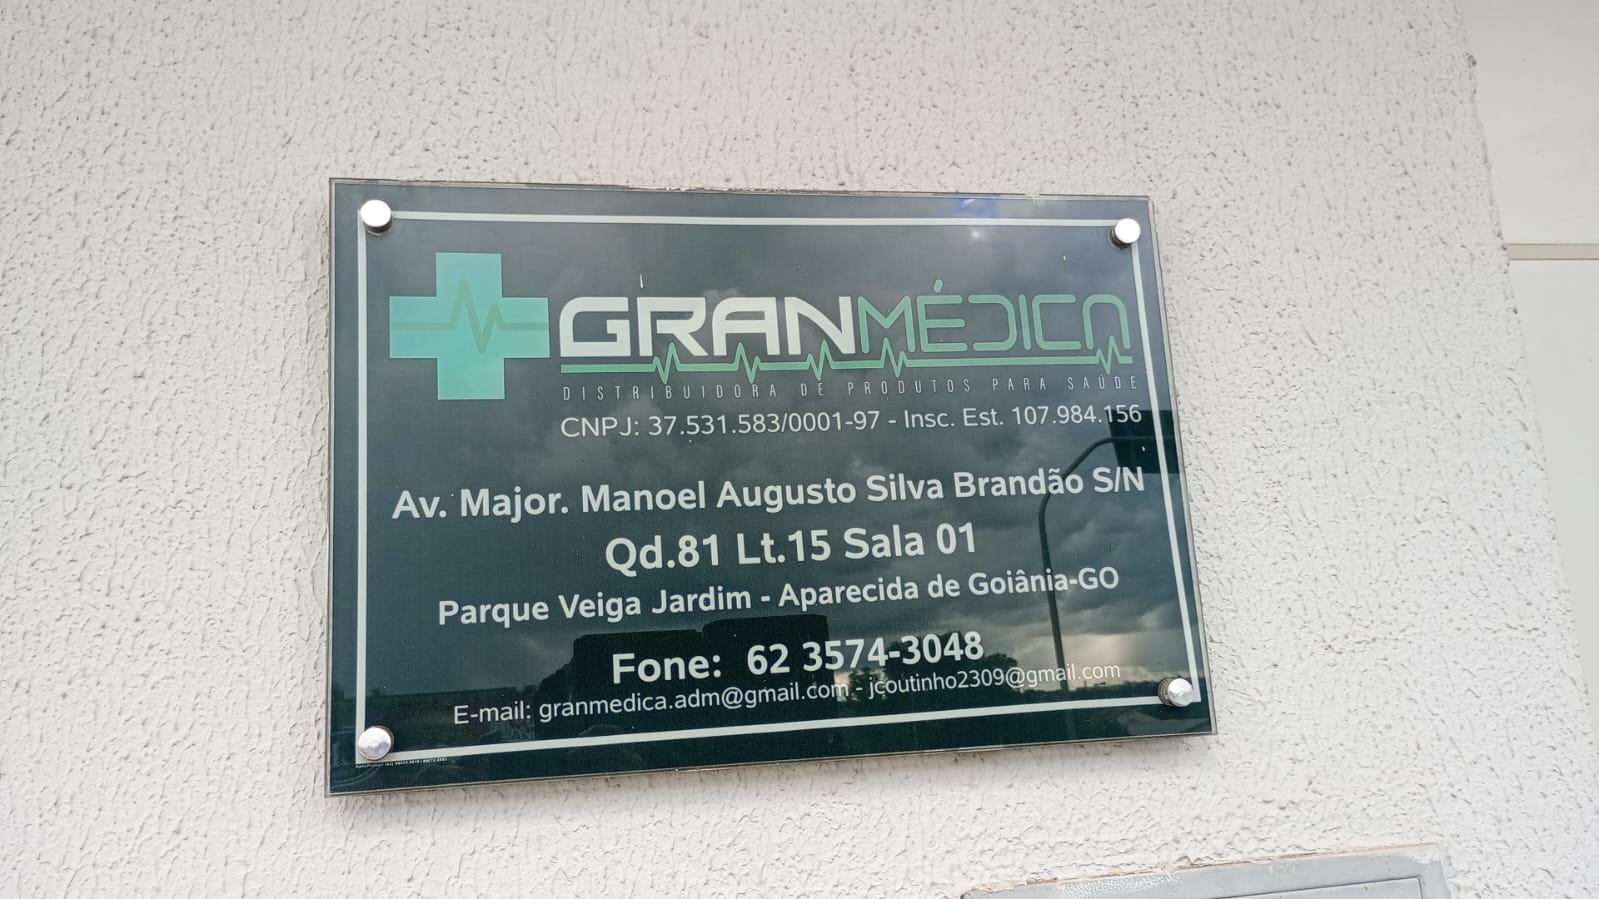 GRANMÉDICA
DISTRIBUIDORA DE PRODUTOS PARA SAÚDE
CNPJ: 37.531.583/0001-97 - Insc. Est. 107.984.156
Av. Major. Manoel Augusto Silva Brandão S/N
Qd.81 Lt.15 Sala 01
Parque Veiga Jardim - Aparecida de Goiânia-GO
Fone: 62 3574-3048
E-mail: granmedica.adm@gmail.com - jcoutinho2309@gmail.com